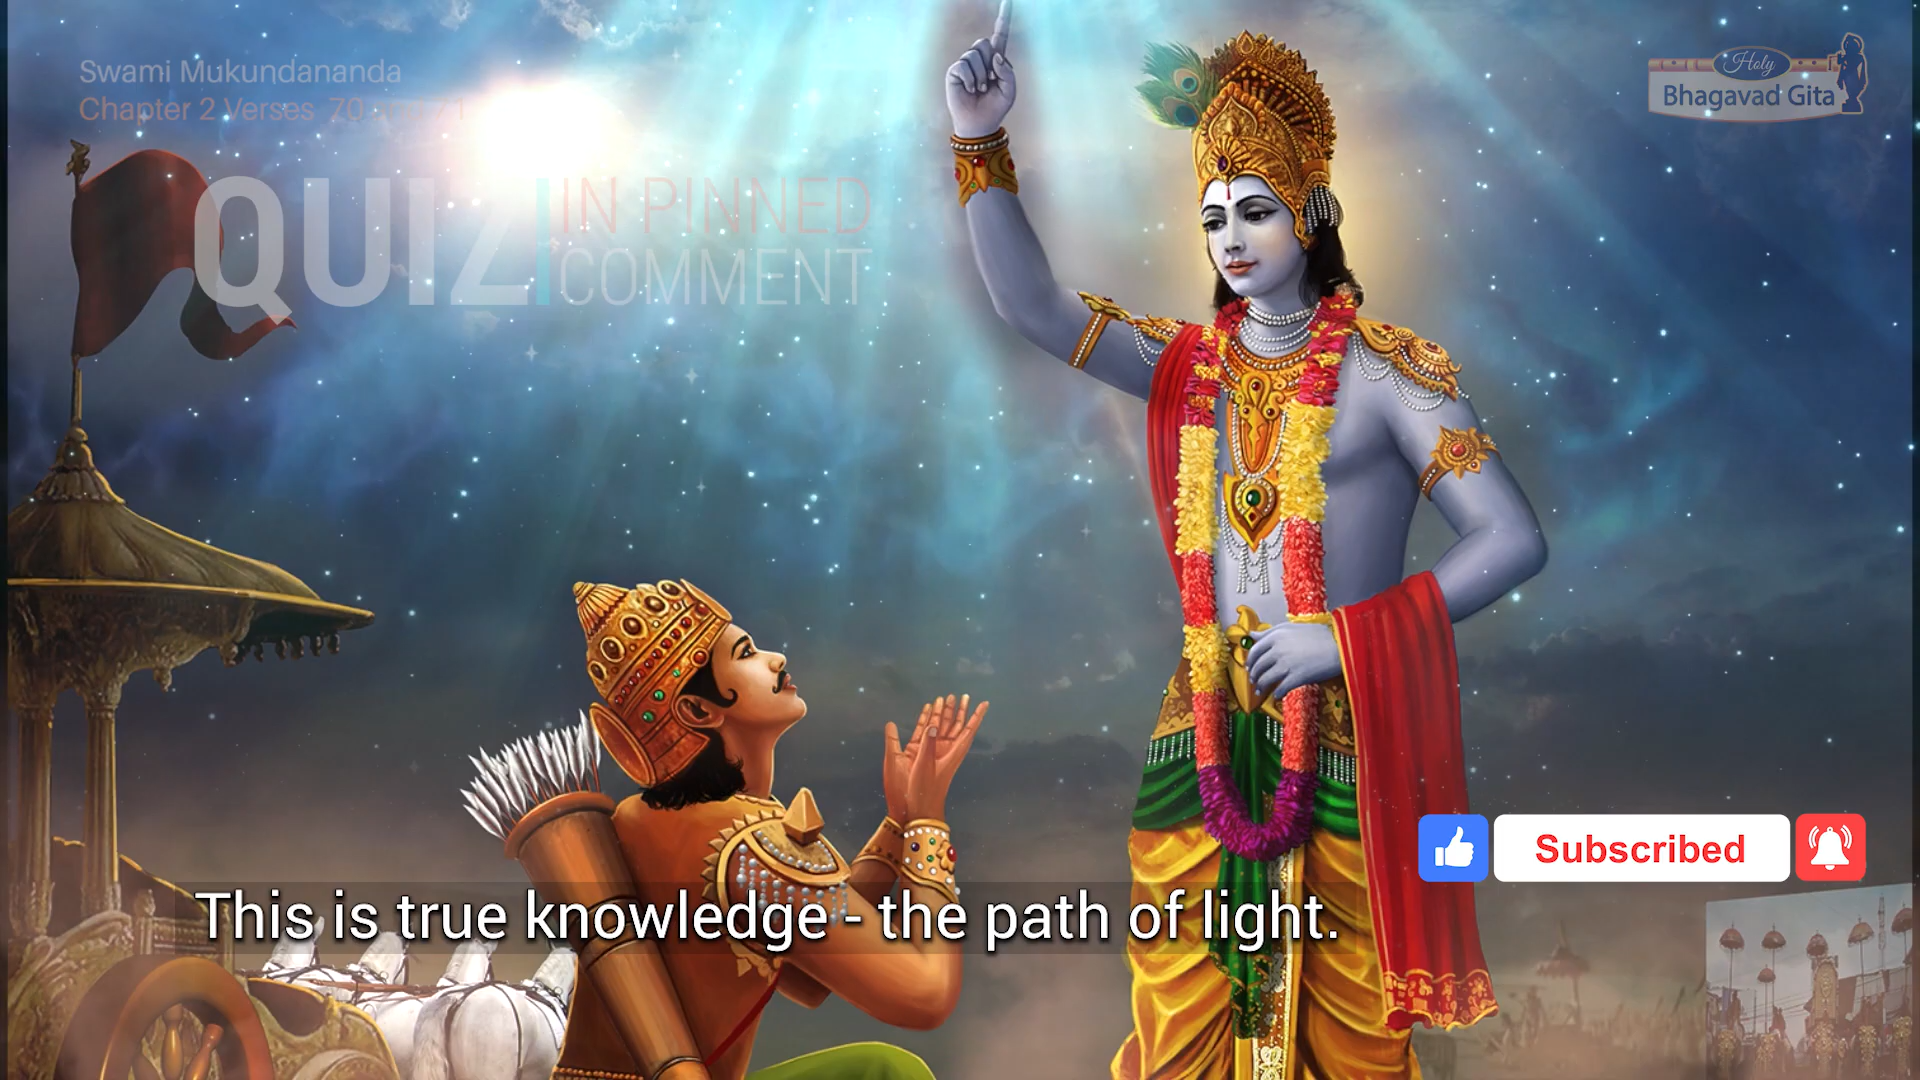 Swami Mukundananda
Chapter 2 Verses 70
Holy
Bhagavad Gita
QUIZ
IN PINNED
COMMENT
Subscribed
This is true knowledge - the path of light.